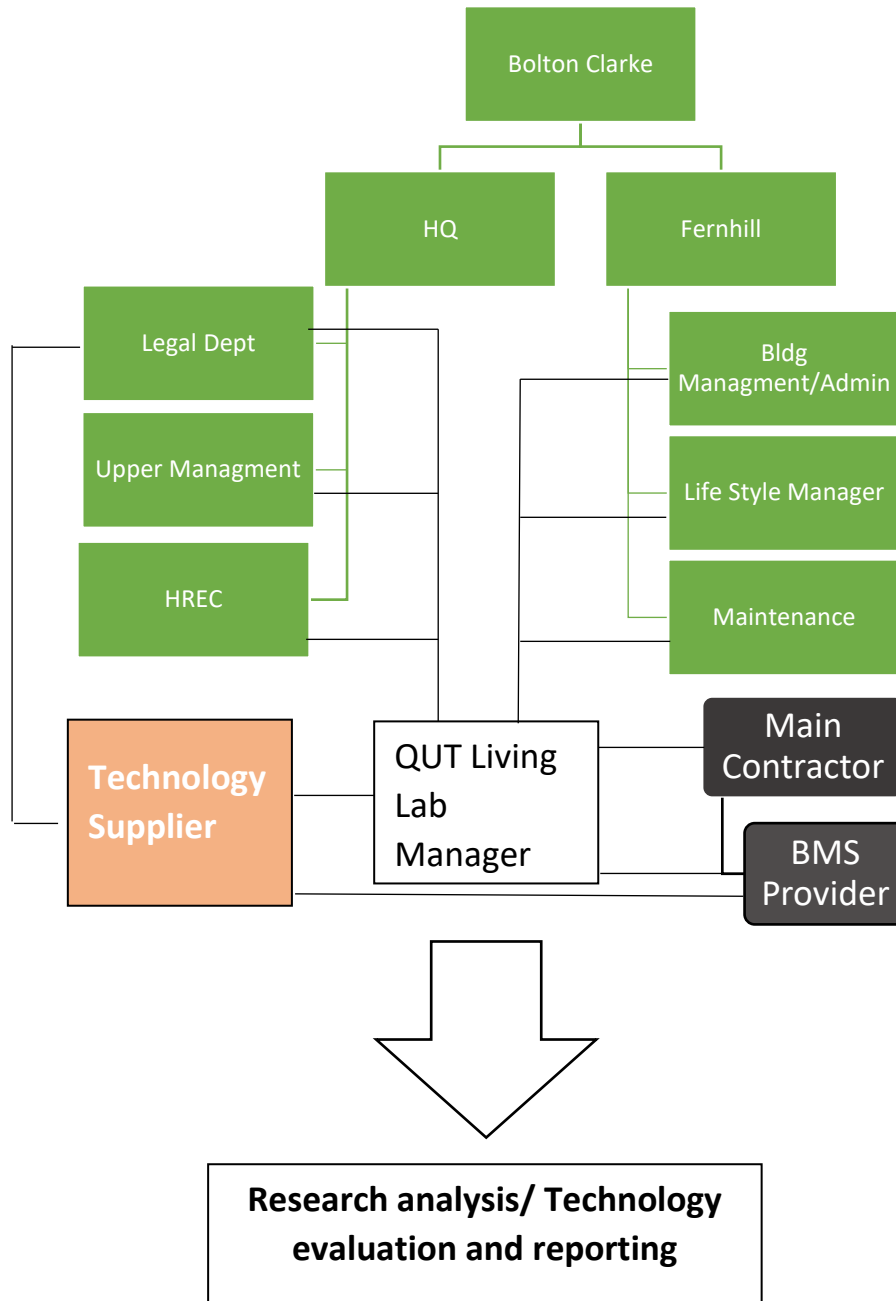 Bolton Clarke
HQ
Fernhill
Legal Dept
Bldg
Managment/Admin
Upper Managment
Life Style Manager
HREC
Maintenance
Technology
Supplier
QUT Living
Lab
Manager
Main
Contractor
BMS
Provider
Research analysis/ Technology
evaluation and reporting